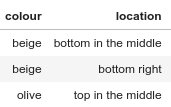 colour location
beige bottom in the middle
beige bottom right
olive top in the middle